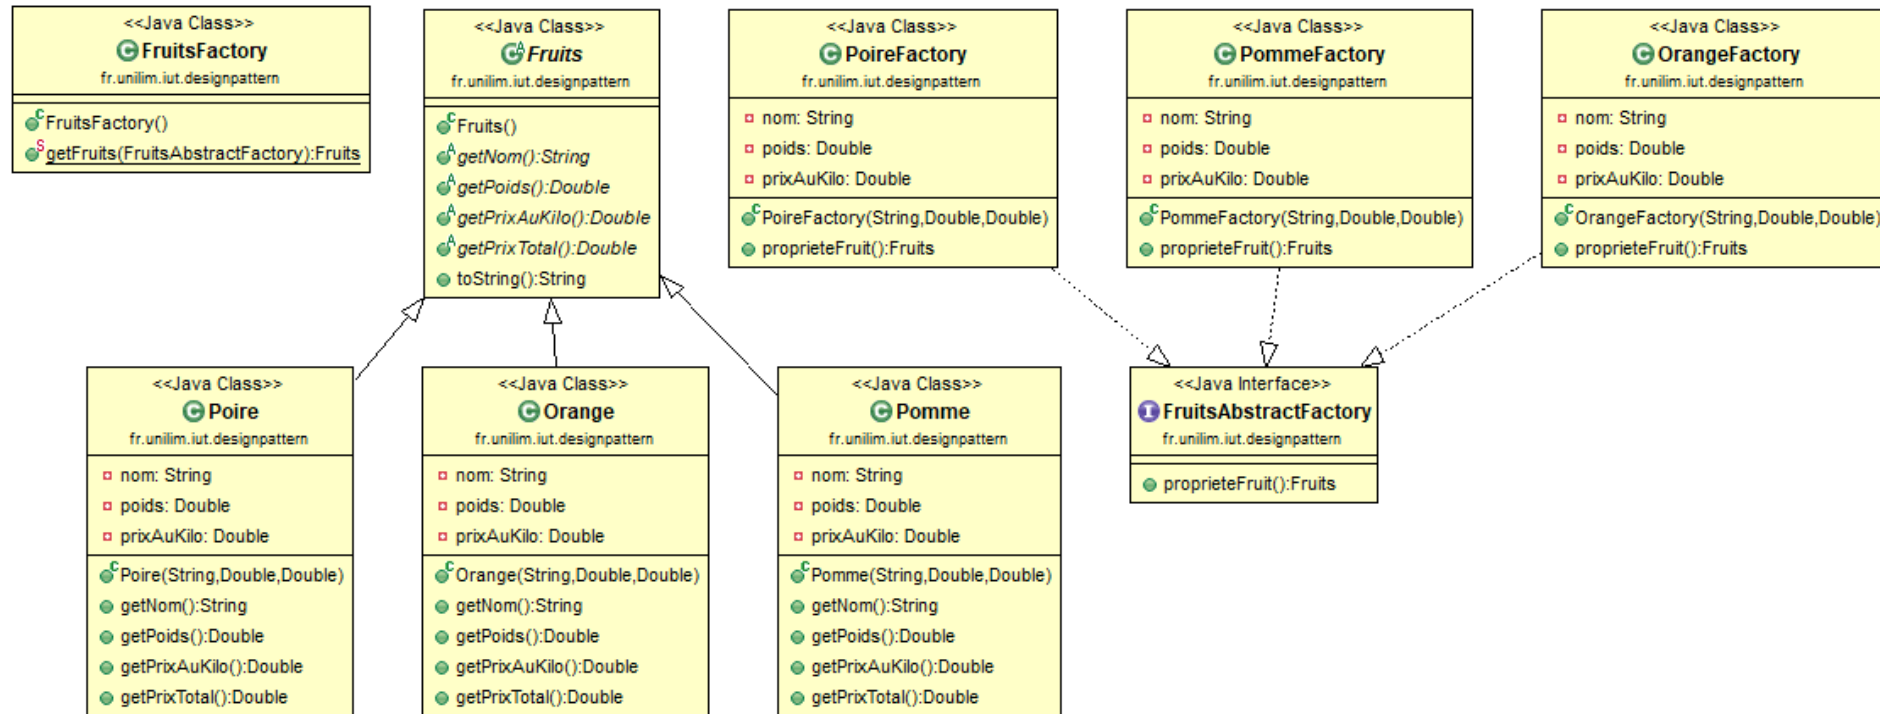 <<Java Class>>
FruitsFactory
fr.unilim.iut.designpattern
FruitsFactory()
getFruits(FruitsAbstractFactory):Fruits
<<Java Class>>
Fruits
fr.unilim.iut.designpattern
Fruits()
getNom():String
getPoids():Double
getPrixAuKilo():Double
getPrixTotal():Double
toString():String
<<Java Class>>
PoireFactory
fr.unilim.iut.designpattern
nom: String
poids: Double
prixAuKilo: Double
PoireFactory(String,Double,Double)
proprieteFruit():Fruits
<<Java Class>>
PommeFactory
fr.unilim.iut.designpattern
nom: String
poids: Double
prixAuKilo: Double
PommeFactory(String,Double,Double)
proprieteFruit():Fruits
<<Java Class>>
OrangeFactory
fr.unilim.iut.designpattern
nom: String
poids: Double
prixAuKilo: Double
OrangeFactory(String,Double,Double)
proprieteFruit():Fruits
<<Java Class>>
Poire
fr.unilim.iut.designpattern
nom: String
poids: Double
prixAuKilo: Double
Poire(String,Double,Double)
getNom():String
getPoids():Double
getPrixAuKilo():Double
getPrixTotal():Double
<<Java Class>>
Orange
fr.unilim.iut.designpattern
nom: String
poids: Double
prixAuKilo: Double
Orange(String,Double,Double)
getNom():String
getPoids():Double
getPrixAuKilo():Double
getPrixTotal():Double
<<Java Class>>
Pomme
fr.unilim.iut.designpattern
nom: String
poids: Double
prixAuKilo: Double
Pomme(String,Double,Double)
getNom():String
getPoids():Double
getPrixAuKilo():Double
getPrixTotal():Double
<<Java Interface>>
FruitsAbstractFactory
fr.unilim.iut.designpattern
proprieteFruit():Fruits